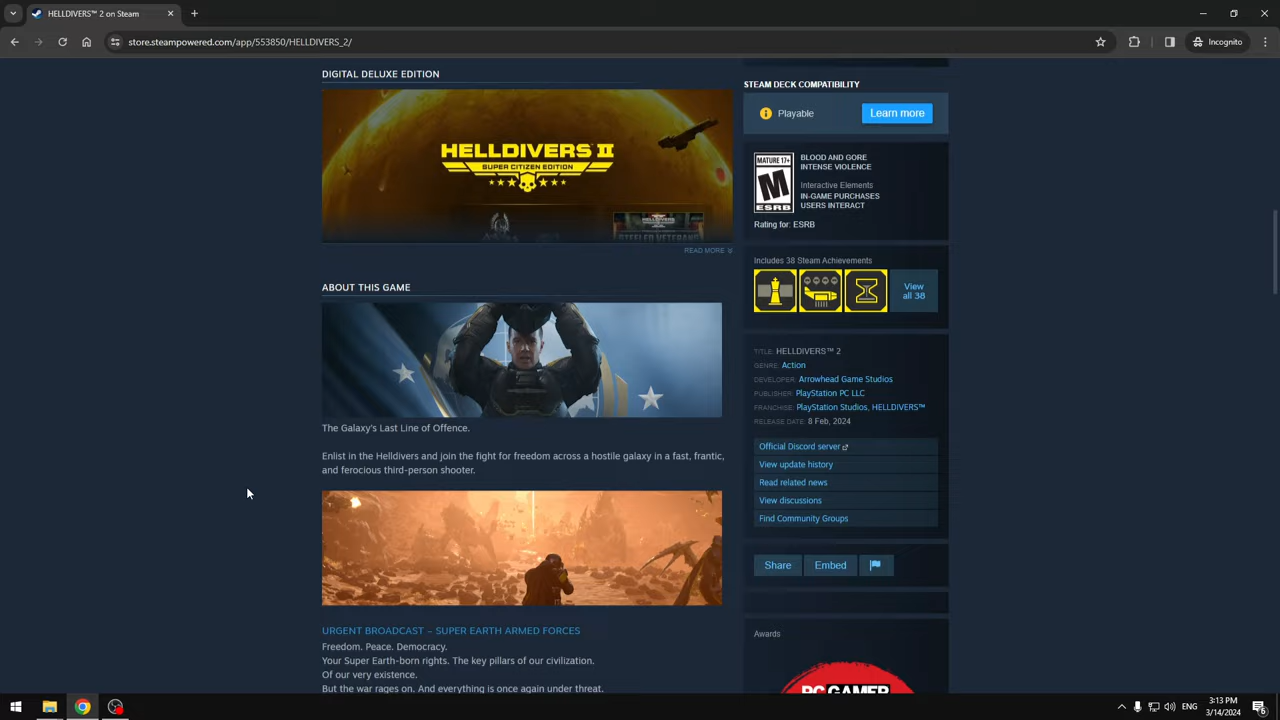 HELLDIVERS™ 2 on Steam
store.steampowered.com/app/553850/HELLDIVERS_2/
Incognito
DIGITAL DELUXE EDITION
HELLDIVERS II
SUPER CITIZEN EDITION
HELLDIVERS II
STEELED VETERANS
READ MORE
ABOUT THIS GAME
The Galaxy's Last Line of Offence.
Enlist in the Helldivers and join the fight for freedom across a hostile galaxy in a fast, frantic,
and ferocious third-person shooter.
URGENT BROADCAST – SUPER EARTH ARMED FORCES
Freedom. Peace. Democracy.
Your Super Earth-born rights. The key pillars of our civilization.
Of our very existence.
But the war rages on. And everything is once again under threat.
STEAM DECK COMPATIBILITY
Playable
Learn more
MATURE 17+
M
ESRB
BLOOD AND GORE
INTENSE VIOLENCE
Interactive Elements
IN-GAME PURCHASES
USERS INTERACT
Rating for: ESRB
Includes 38 Steam Achievements
View
all 38
TITLE: HELLDIVERS™ 2
GENRE: Action
DEVELOPER: Arrowhead Game Studios
PUBLISHER: PlayStation PC LLC
FRANCHISE: PlayStation Studios, HELLDIVERS™
RELEASE DATE: 8 Feb, 2024
Official Discord server
View update history
Read related news
View discussions
Find Community Groups
Share
Embed
Awards
PC GAMER
ENG
3:13 PM
3/14/2024